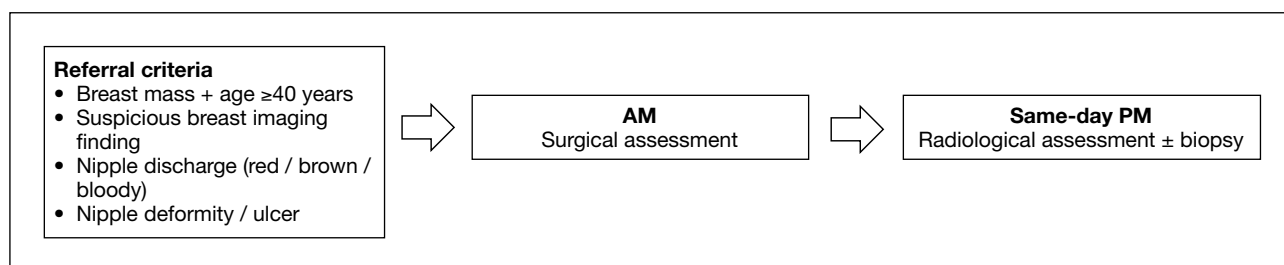 Referral criteria
• Breast mass + age ≥40 years
• Suspicious breast imaging
finding
• Nipple discharge (red / brown /
bloody)
• Nipple deformity / ulcer
AM
Surgical assessment
Same-day PM
Radiological assessment ± biopsy